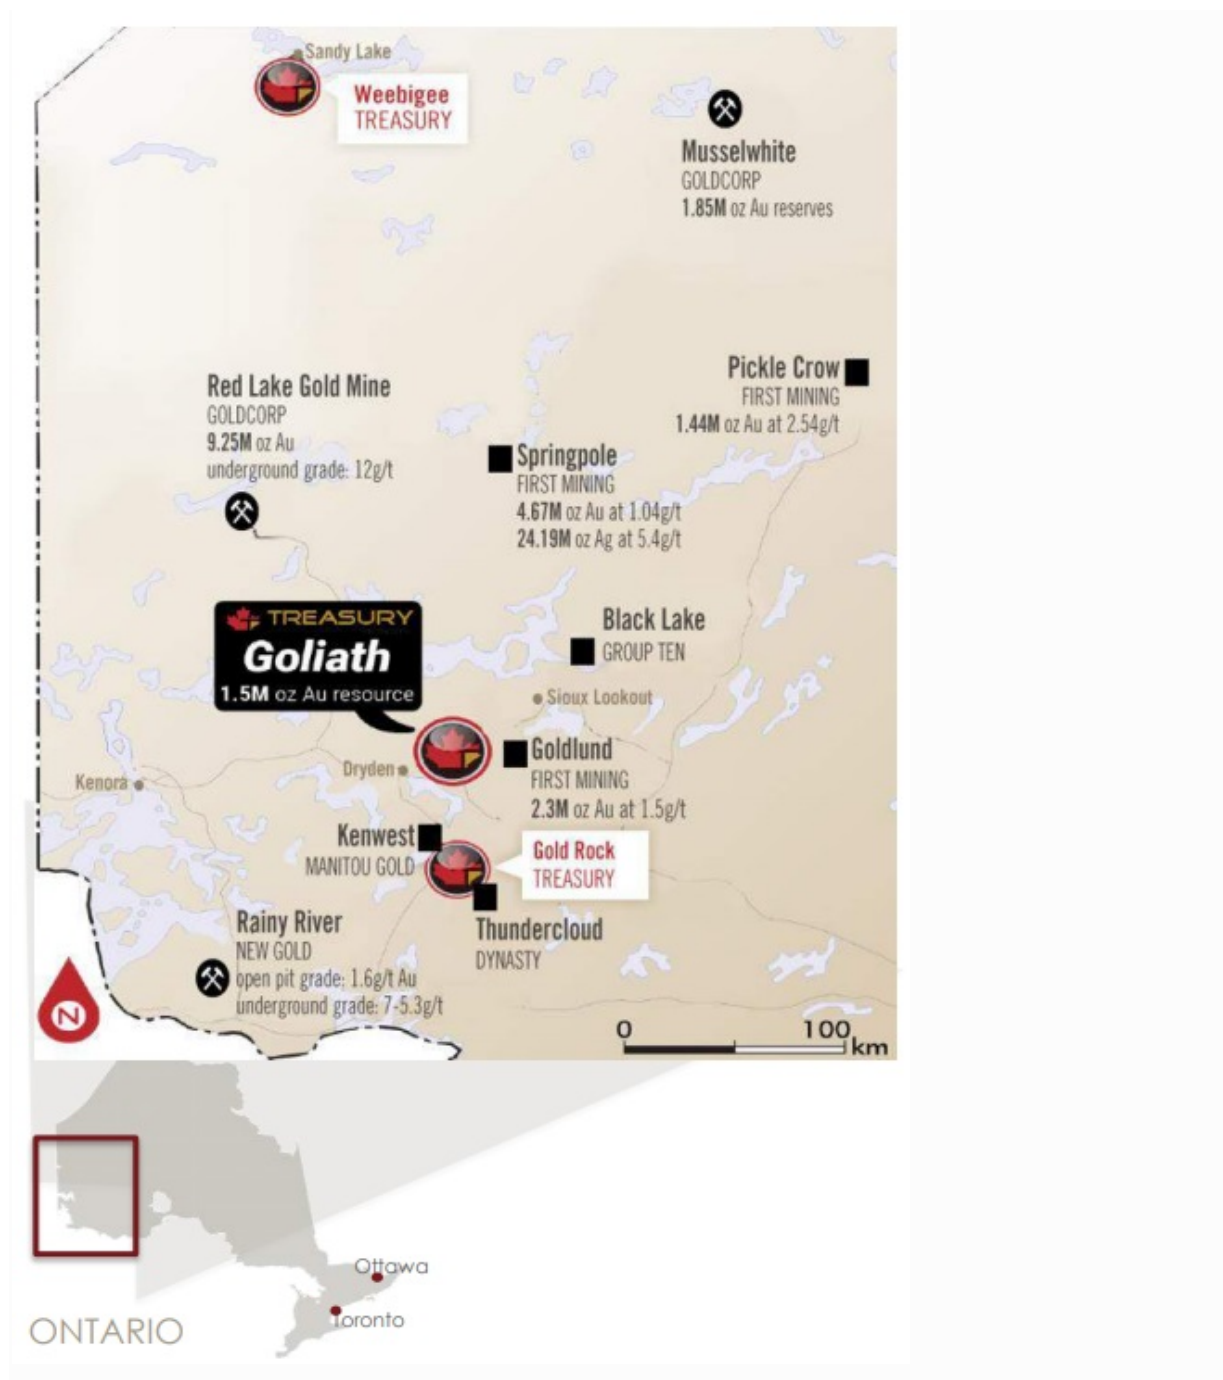 Sandy Lake
Weebigee
TREASURY
Musselwhite
GOLDCORP
1.85M oz Au reserves
Pickle Crow
FIRST MINING
1.44M oz Au at 2.54g/t
Red Lake Gold Mine
GOLDCORP
9.25M oz Au
underground grade: 12g/t
Springpole
FIRST MINING
4.67M oz Au at 1.04g/t
24.19M oz Ag at 5.4g/t
TREASURY
Goliath
1.5M oz Au resource
Black Lake
GROUP TEN
Sioux Lookout
Goldlund
FIRST MINING
2.3M oz Au at 1.5g/t
Dryden
Kenora
Kenwest
MANITOU GOLD
Gold Rock
TREASURY
Rainy River
NEW GOLD
open pit grade: 1.6g/t Au
underground grade: 7-5.3g/t
Thundercloud
DYNASTY
N
0 100 km
Ottawa
Toronto
ONTARIO